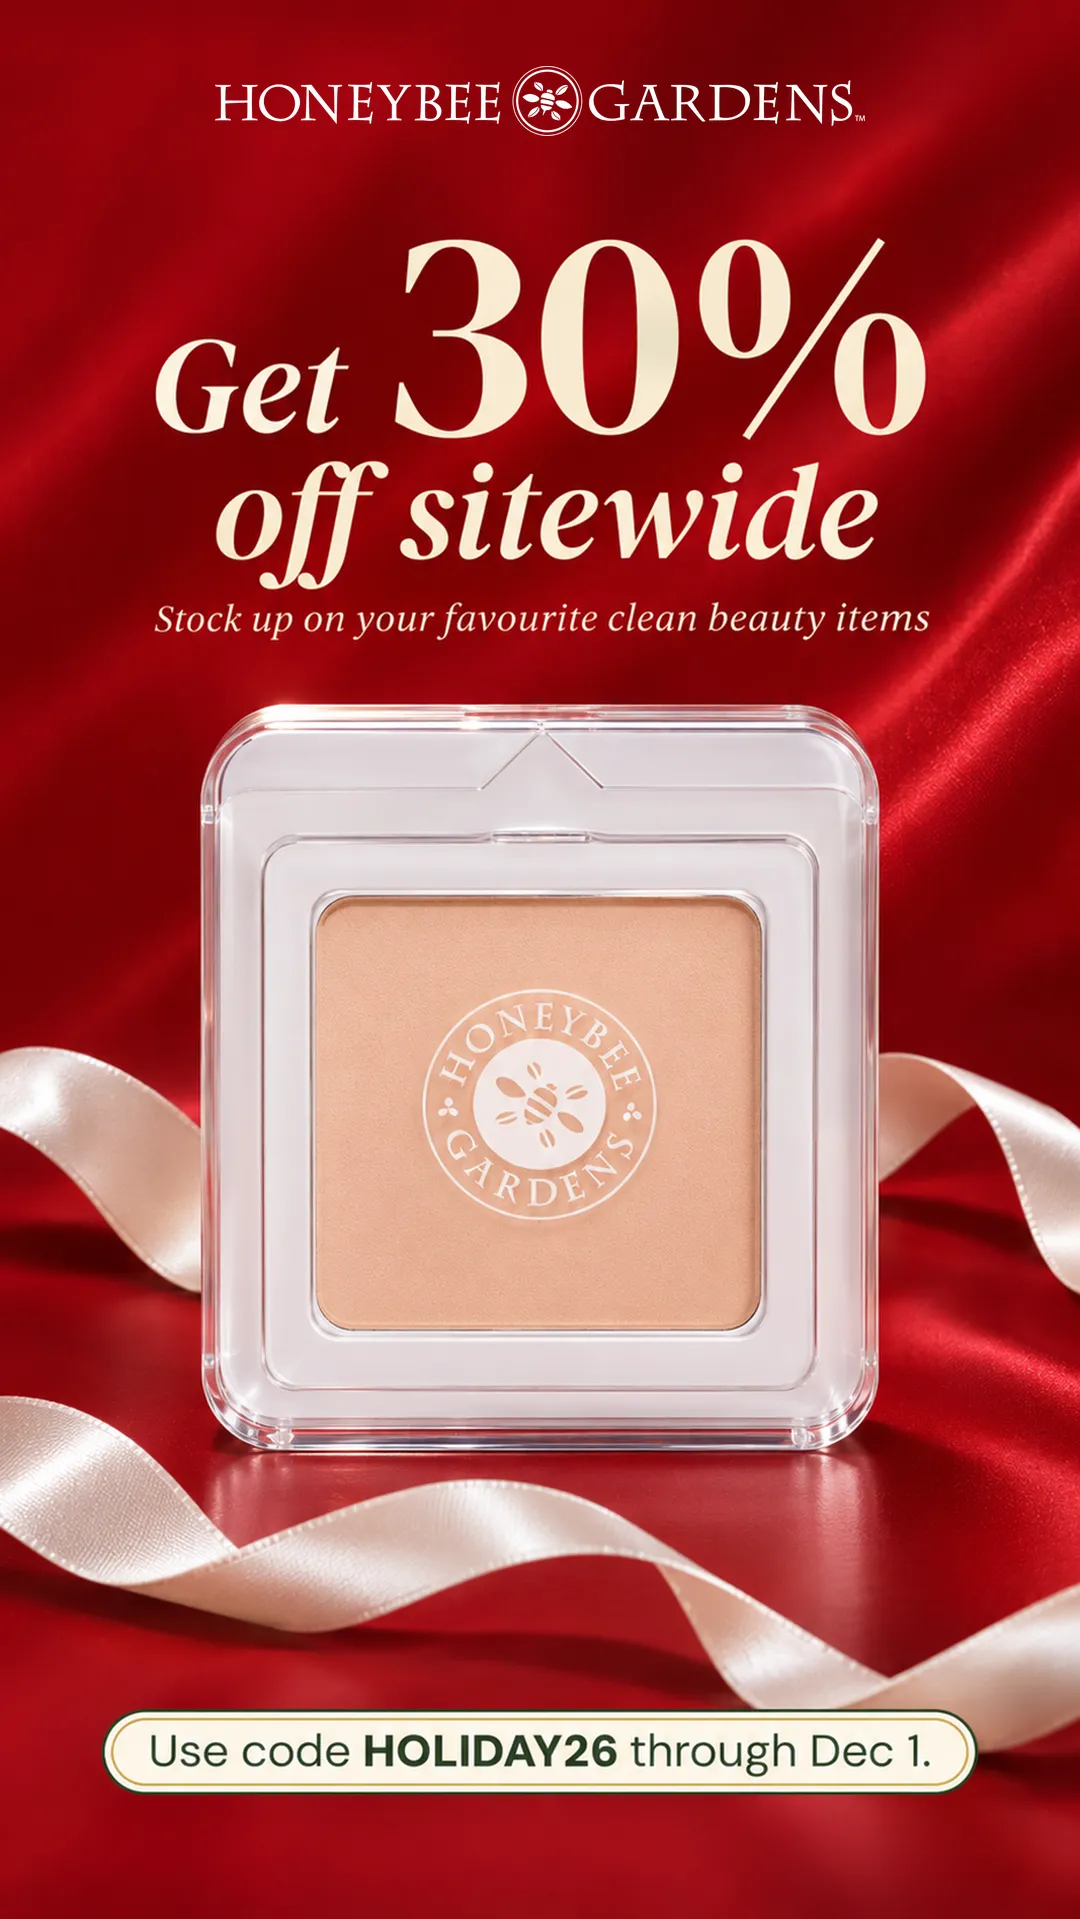 HONEYBEE GARDENS™
Get 30%
off sitewide
Stock up on your favourite clean beauty items
HONEYBEE
GARDENS
Use code HOLIDAY26 through Dec 1.